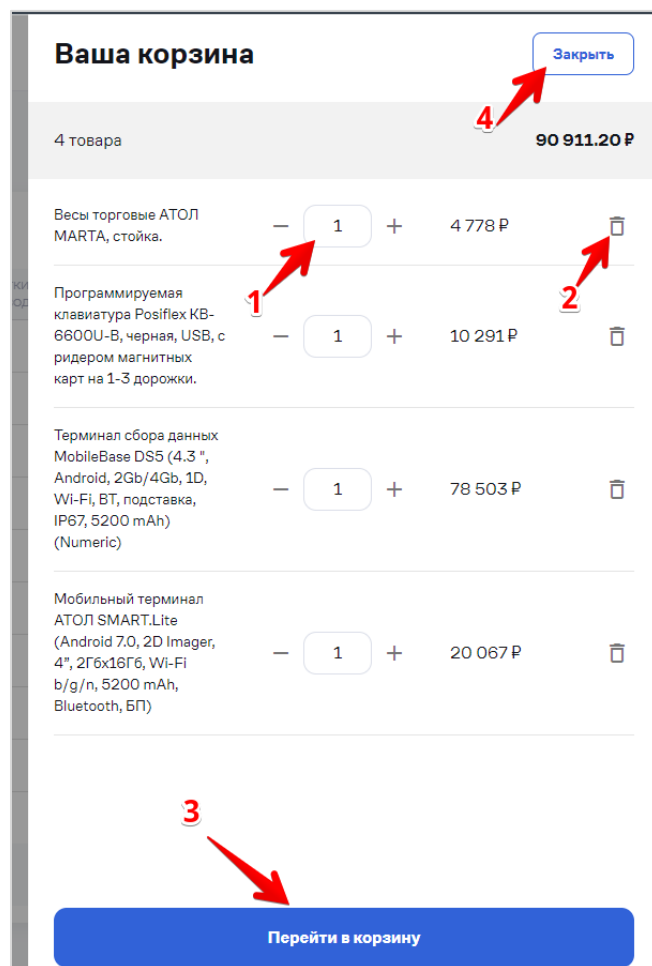 Ваша корзина
Закрыть
4
4 товара
90 911.20 ₽
Весы торговые АТОЛ
MARTA, стойка.
— 1 + 4 778 ₽
1
2
Программируемая
клавиатура Posiflex KB-
6600U-B, черная, USB, с
ридером магнитных
карт на 1-3 дорожки.
— 1 + 10 291 ₽
Терминал сбора данных
MobileBase DS5 (4.3 ",
Android, 2Gb/4Gb, 1D,
Wi-Fi, BT, подставка,
IP67, 5200 mAh)
(Numeric)
— 1 + 78 503 ₽
Мобильный терминал
АТОЛ SMART.Lite
(Android 7.0, 2D Imager,
4”, 2Гбх16Гб, Wi-Fi
b/g/n, 5200 mAh,
Bluetooth, БП)
— 1 + 20 067 ₽
3
Перейти в корзину